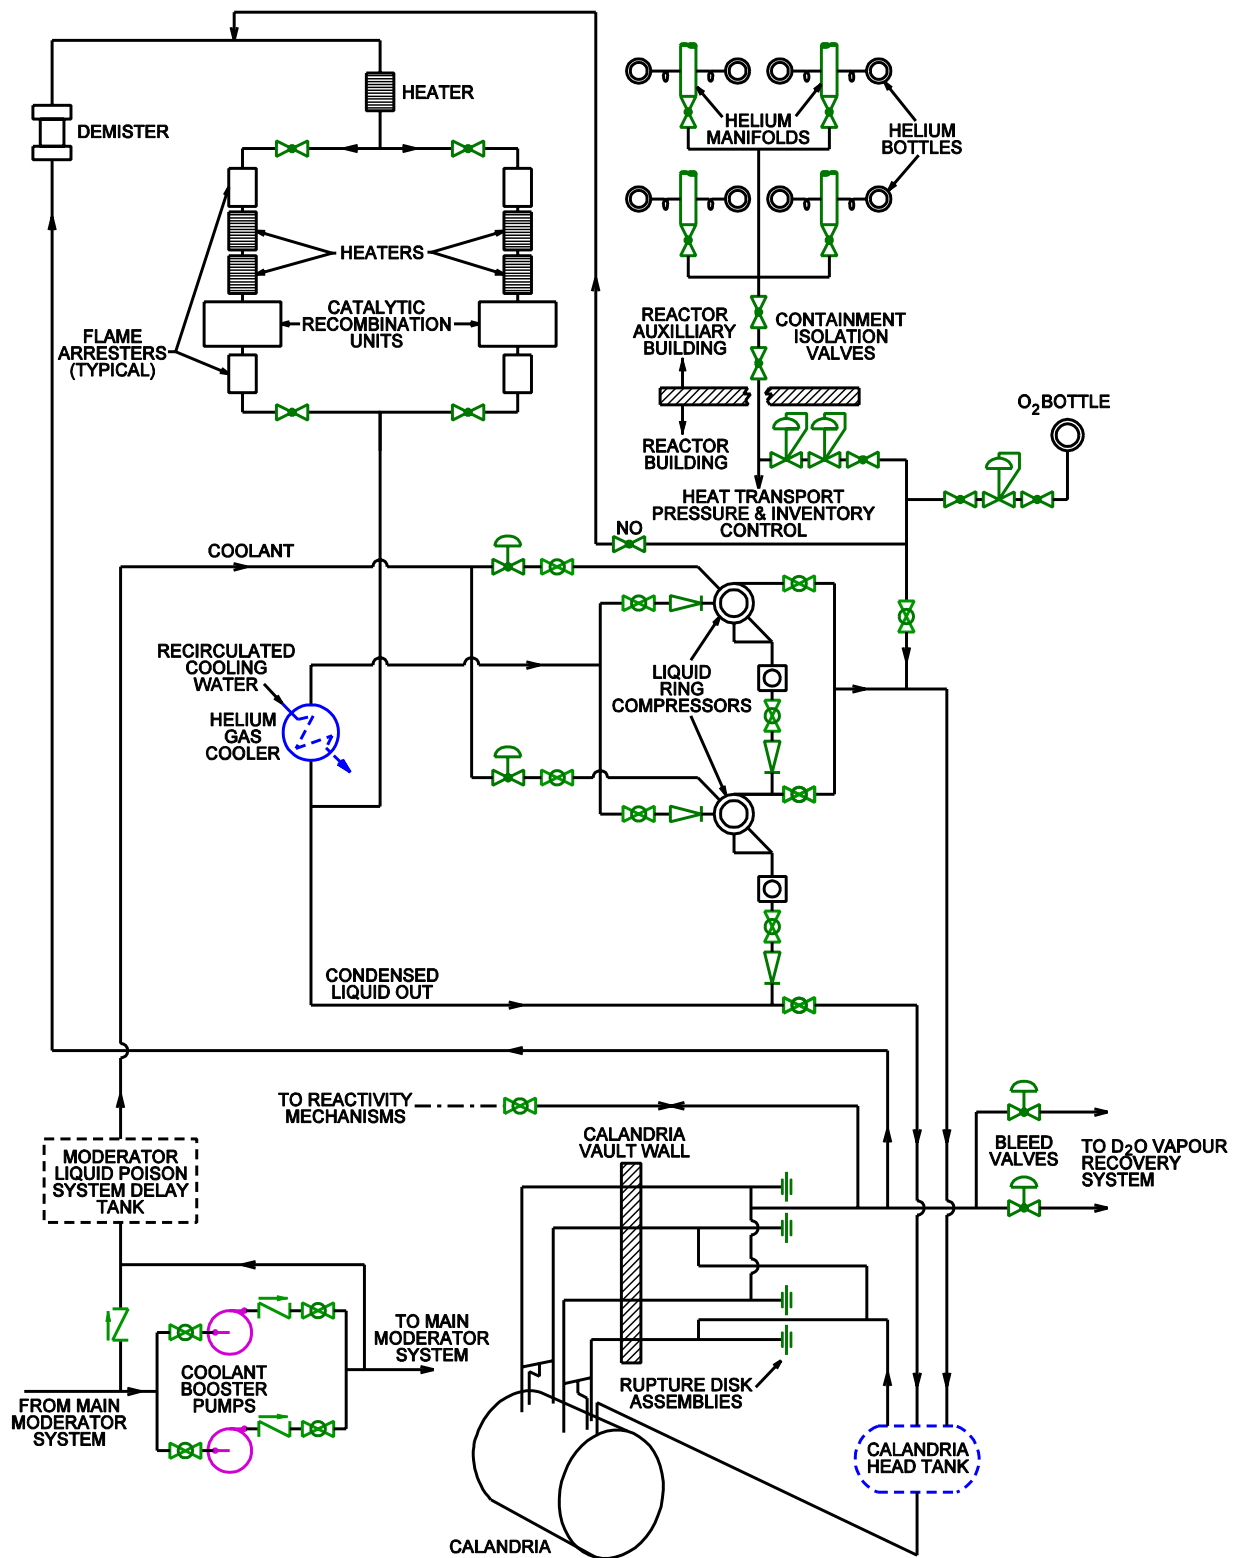 HEATER
DEMISTER
HELIUM
MANIFOLDS
HELIUM
BOTTLES
HEATERS
CATALYTIC
RECOMBINATION
UNITS
FLAME
ARRESTERS
(TYPICAL)
REACTOR
AUXILLIARY
BUILDING
CONTAINMENT
ISOLATION
VALVES
O2 BOTTLE
REACTOR
BUILDING
HEAT TRANSPORT
PRESSURE & INVENTORY
CONTROL
NO
COOLANT
RECIRCULATED
COOLING
WATER
HELIUM
GAS
COOLER
LIQUID
RING
COMPRESSORS
CONDENSED
LIQUID OUT
TO REACTIVITY
MECHANISMS
CALANDRIA
VAULT WALL
BLEED
VALVES
TO D2O VAPOUR
RECOVERY
SYSTEM
MODERATOR
LIQUID POISON
SYSTEM DELAY
TANK
TO MAIN
MODERATOR
SYSTEM
COOLANT
BOOSTER
PUMPS
FROM MAIN
MODERATOR
SYSTEM
RUPTURE DISK
ASSEMBLIES
CALANDRIA
HEAD TANK
CALANDRIA